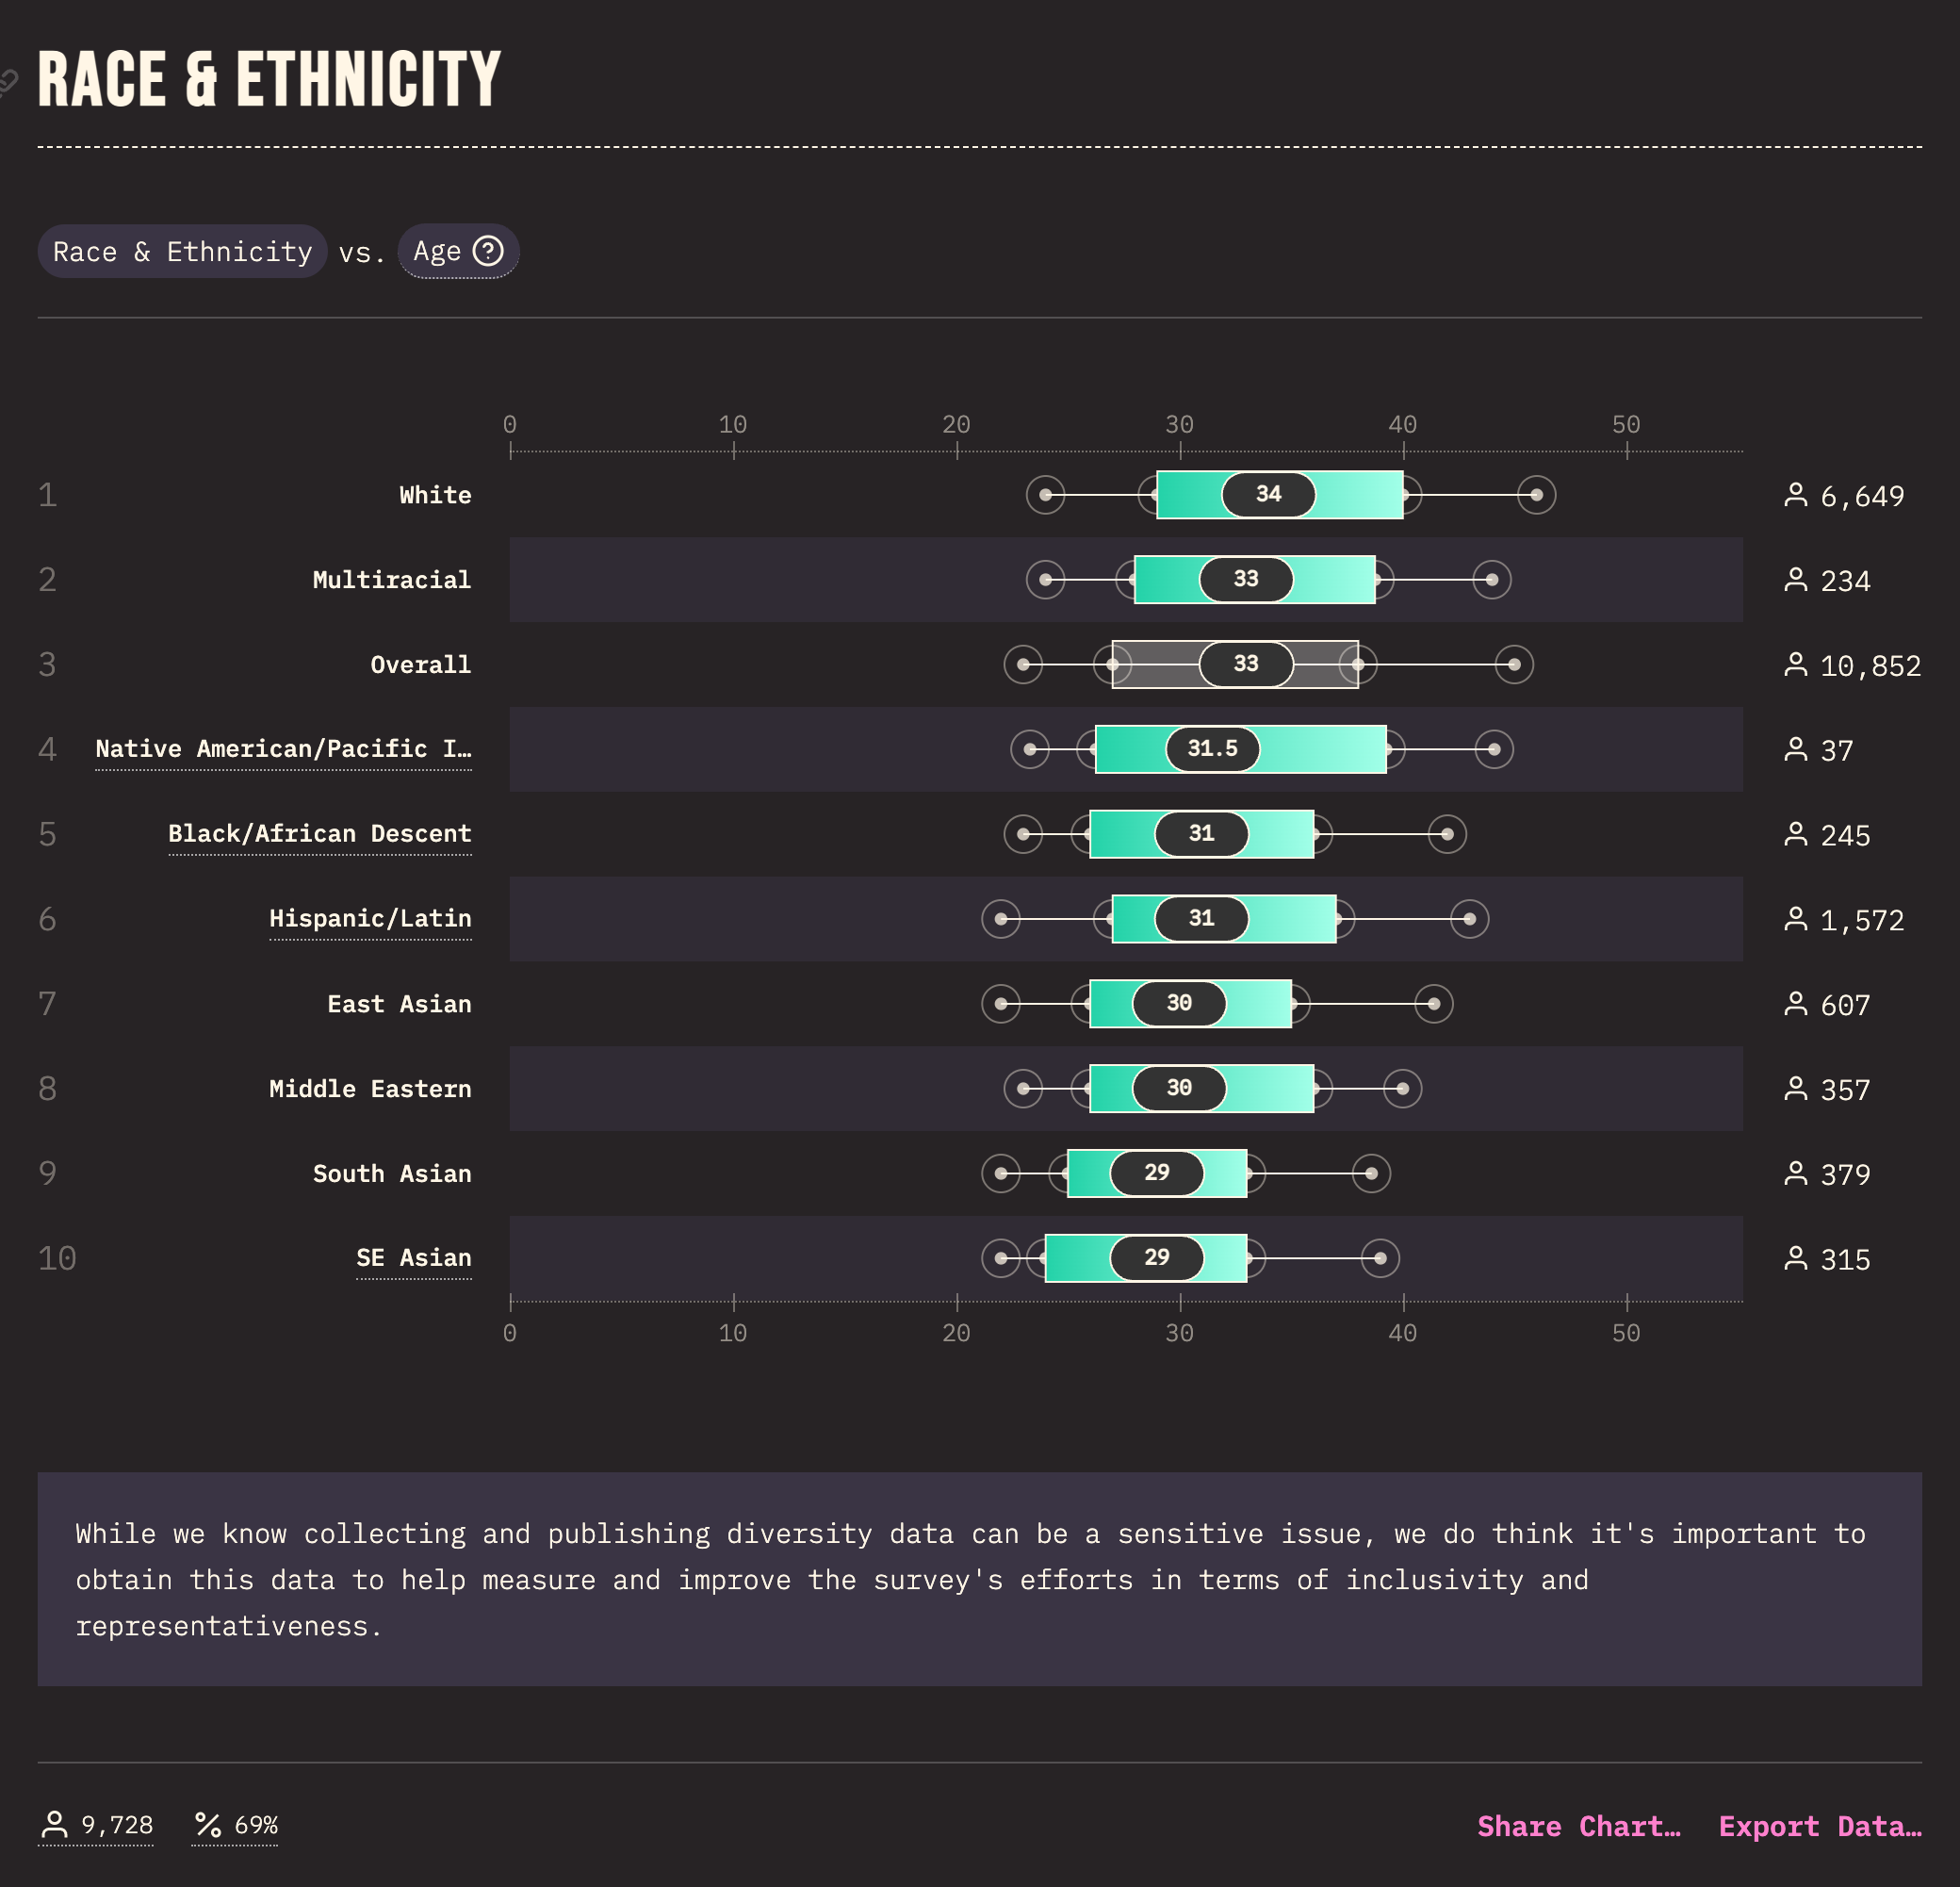 RACE & ETHNICITY
Race & Ethnicity vs. Age ?
0 10 20 30 40 50
1 White 34 6,649
2 Multiracial 33 234
3 Overall 33 10,852
4 Native American/Pacific I… 31.5 37
5 Black/African Descent 31 245
6 Hispanic/Latin 31 1,572
7 East Asian 30 607
8 Middle Eastern 30 357
9 South Asian 29 379
10 SE Asian 29 315
0 10 20 30 40 50
While we know collecting and publishing diversity data can be a sensitive issue, we do think it's important to
obtain this data to help measure and improve the survey's efforts in terms of inclusivity and
representativeness.
9,728 69% Share Chart… Export Data…